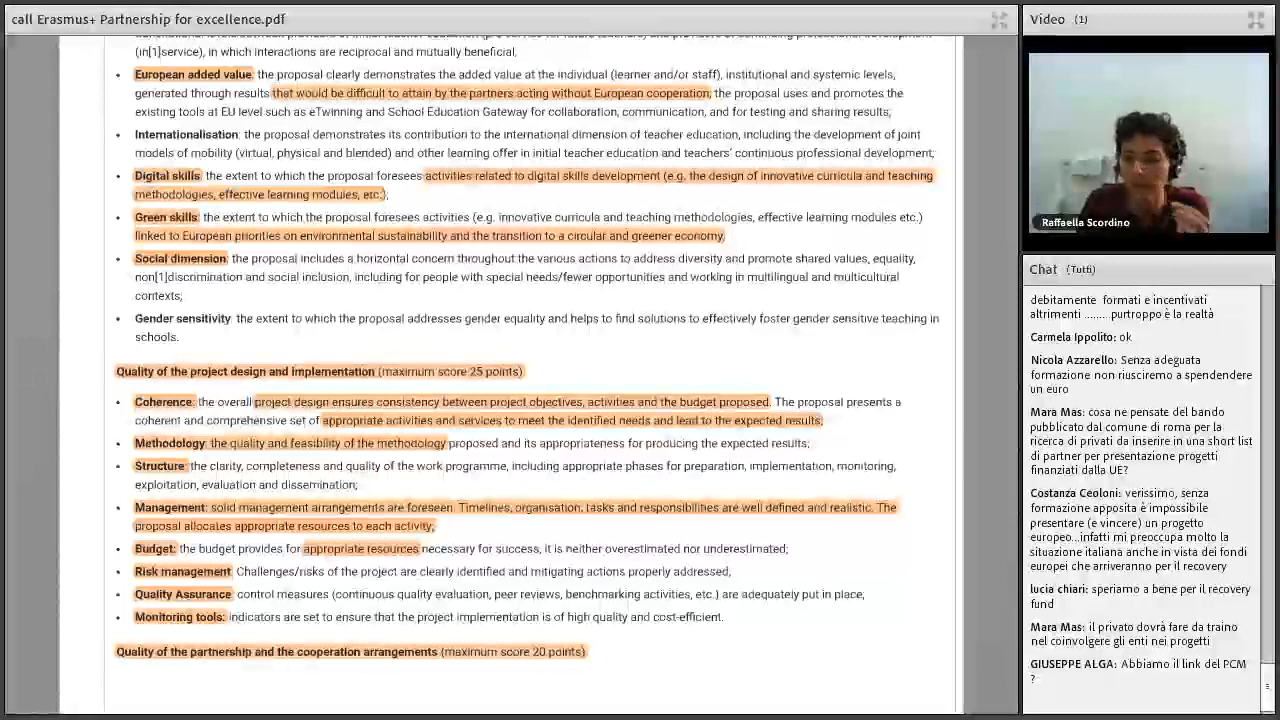 call Erasmus+ Partnership for excellence.pdf
(in[1]service), in which interactions are reciprocal and mutually beneficial;
• European added value: the proposal clearly demonstrates the added value at the individual (learner and/or staff), institutional and systemic levels,
generated through results that would be difficult to attain by the partners acting without European cooperation; the proposal uses and promotes the
existing tools at EU level such as eTwinning and School Education Gateway for collaboration, communication, and for testing and sharing results;
• Internationalisation: the proposal demonstrates its contribution to the international dimension of teacher education, including the development of joint
models of mobility (virtual, physical and blended) and other learning offer in initial teacher education and teachers' continuous professional development;
• Digital skills: the extent to which the proposal foresees activities related to digital skills development (e.g. the design of innovative curricula and teaching
methodologies, effective learning modules, etc.);
• Green skills: the extent to which the proposal foresees activities (e.g. innovative curricula and teaching methodologies, effective learning modules etc.)
linked to European priorities on environmental sustainability and the transition to a circular and greener economy;
• Social dimension: the proposal includes a horizontal concern throughout the various actions to address diversity and promote shared values, equality,
non[1]discrimination and social inclusion, including for people with special needs/fewer opportunities and working in multilingual and multicultural
contexts;
• Gender sensitivity: the extent to which the proposal addresses gender equality and helps to find solutions to effectively foster gender sensitive teaching in
schools.
Quality of the project design and implementation (maximum score 25 points)
• Coherence: the overall project design ensures consistency between project objectives, activities and the budget proposed. The proposal presents a
coherent and comprehensive set of appropriate activities and services to meet the identified needs and lead to the expected results;
• Methodology: the quality and feasibility of the methodology proposed and its appropriateness for producing the expected results;
• Structure: the clarity, completeness and quality of the work programme, including appropriate phases for preparation, implementation, monitoring,
exploitation, evaluation and dissemination;
• Management: solid management arrangements are foreseen. Timelines, organisation, tasks and responsibilities are well defined and realistic. The
proposal allocates appropriate resources to each activity;
• Budget: the budget provides for appropriate resources necessary for success, it is neither overestimated nor underestimated;
• Risk management: Challenges/risks of the project are clearly identified and mitigating actions properly addressed;
• Quality Assurance: control measures (continuous quality evaluation, peer reviews, benchmarking activities, etc.) are adequately put in place;
• Monitoring tools: indicators are set to ensure that the project implementation is of high quality and cost-efficient.
Quality of the partnership and the cooperation arrangements (maximum score 20 points)
Video (1)
Raffaella Scordino
Chat (Tutti)
debitamente formati e incentivati
altrimenti ........purtroppo è la realtà
Carmela Ippolito: ok
Nicola Azzarello: Senza adeguata
formazione non riusciremo a spendere
un euro
Mara Mas: cosa ne pensate del bando
pubblicato dal comune di roma per la
ricerca di privati da inserire in una short list
di partner per presentazione progetti
finanziati dalla UE?
Costanza Ceoloni: verissimo, senza
formazione apposita è impossibile
presentare (e vincere) un progetto
europeo...infatti mi preoccupa molto la
situazione italiana anche in vista dei fondi
europei che arriveranno per il recovery
lucia chiari: speriamo a bene per il recovery
fund
Mara Mas: il privato dovrà fare da traino
nel coinvolgere gli enti nei progetti
GIUSEPPE ALGA: Abbiamo il link del PCM
?